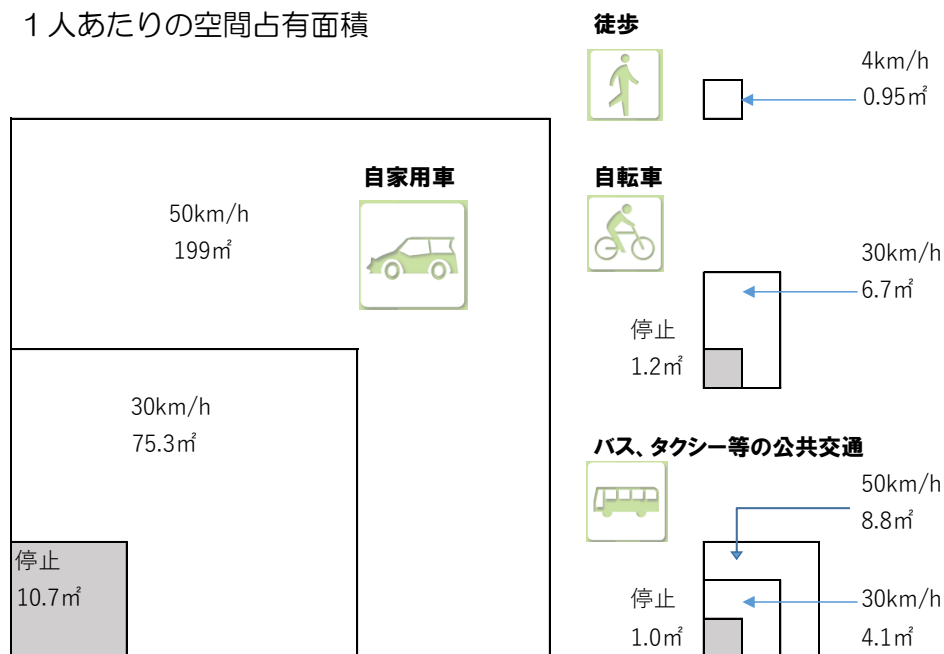 １人あたりの空間占有面積
徒歩
4km/h
0.95㎡
自家用車
50km/h
199㎡
30km/h
75.3㎡
停止
10.7㎡
自転車
30km/h
6.7㎡
停止
1.2㎡
バス、タクシー等の公共交通
50km/h
8.8㎡
停止
1.0㎡
30km/h
4.1㎡